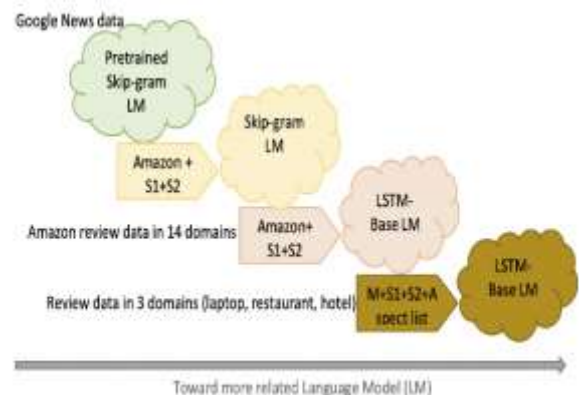 Google News data
Pretrained
Skip-gram
LM
Amazon +
S1+S2
Skip-gram
LM
Amazon review data in 14 domains
Amazon+
S1+S2
LSTM-
Base LM
Review data in 3 domains (laptop, restaurant, hotel)
M+S1+S2+A
spect list
LSTM-
Base LM
Toward more related Language Model (LM)